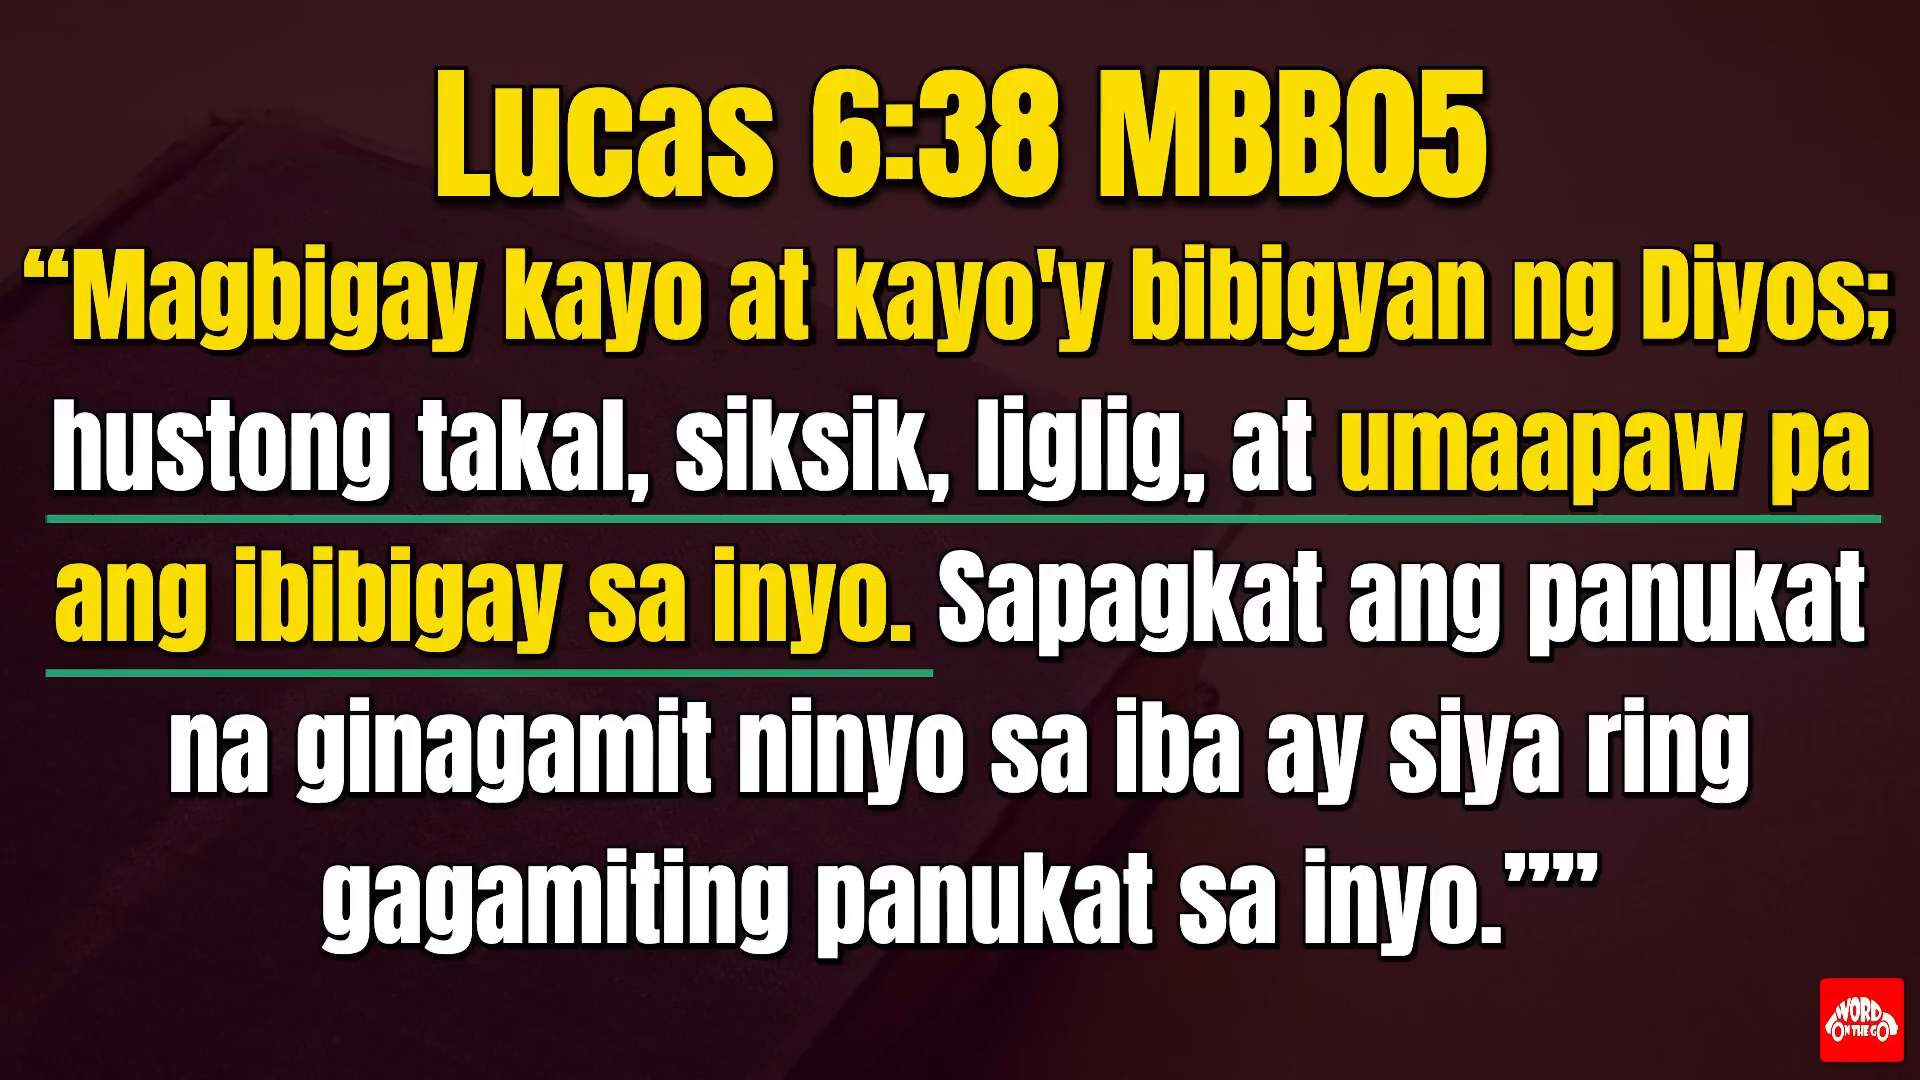 Lucas 6:38 MBB05
“Magbigay kayo at kayo'y bibigyan ng Diyos;
hustong takal, siksik, liglig, at umaapaw pa
ang ibibigay sa inyo. Sapagkat ang panukat
na ginagamit ninyo sa iba ay siya ring
gagamiting panukat sa inyo.””
WORD
ON THE GO